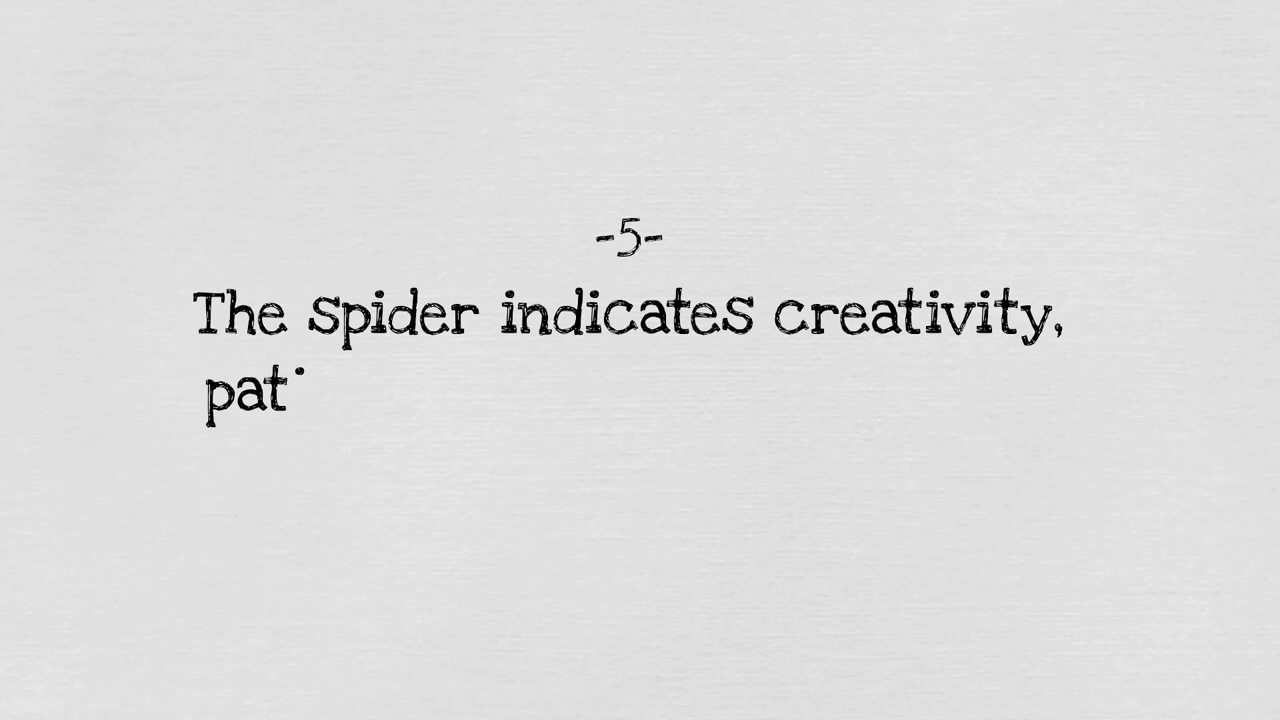 -5-
The spider indicates creativity,
pat